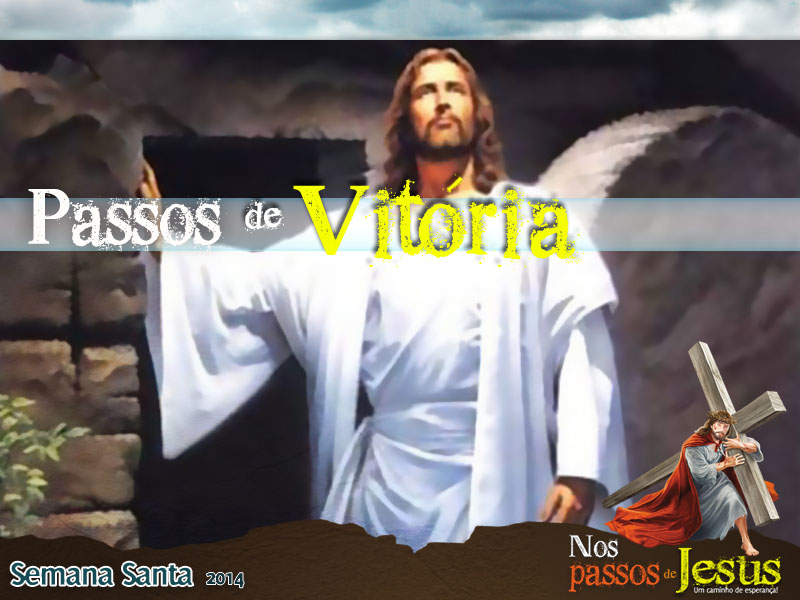 Passos de Vitória
Nos
passos de Jesus
Um caminho de esperança!
Semana Santa 2014